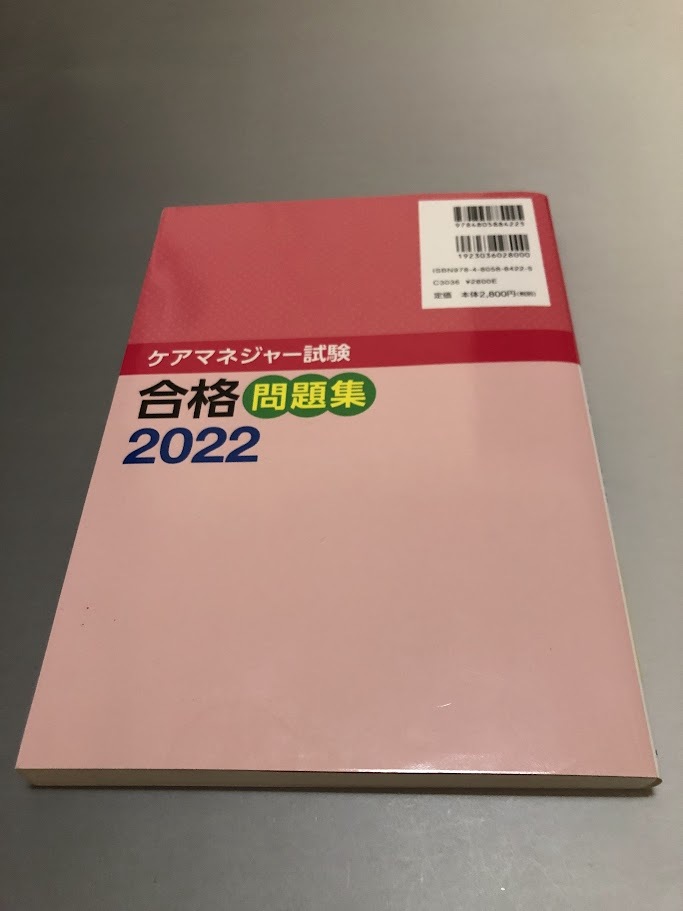 9784805884225
1923036028000
ISBN978-4-8058-8422-5
C3036 ¥2800E
定価 本体2,800円(税別)
ケアマネジャー試験
合格問題集
2022